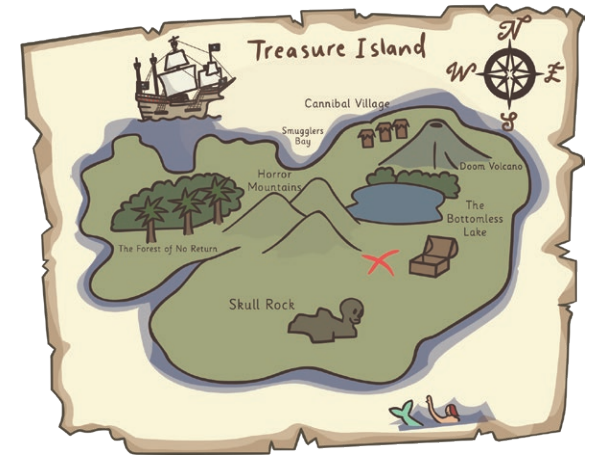 Treasure Island
N
W
E
S
Cannibal Village
Smugglers
Bay
Doom Volcano
Horror
Mountains
The
Bottomless
Lake
The Forest of No Return
Skull Rock